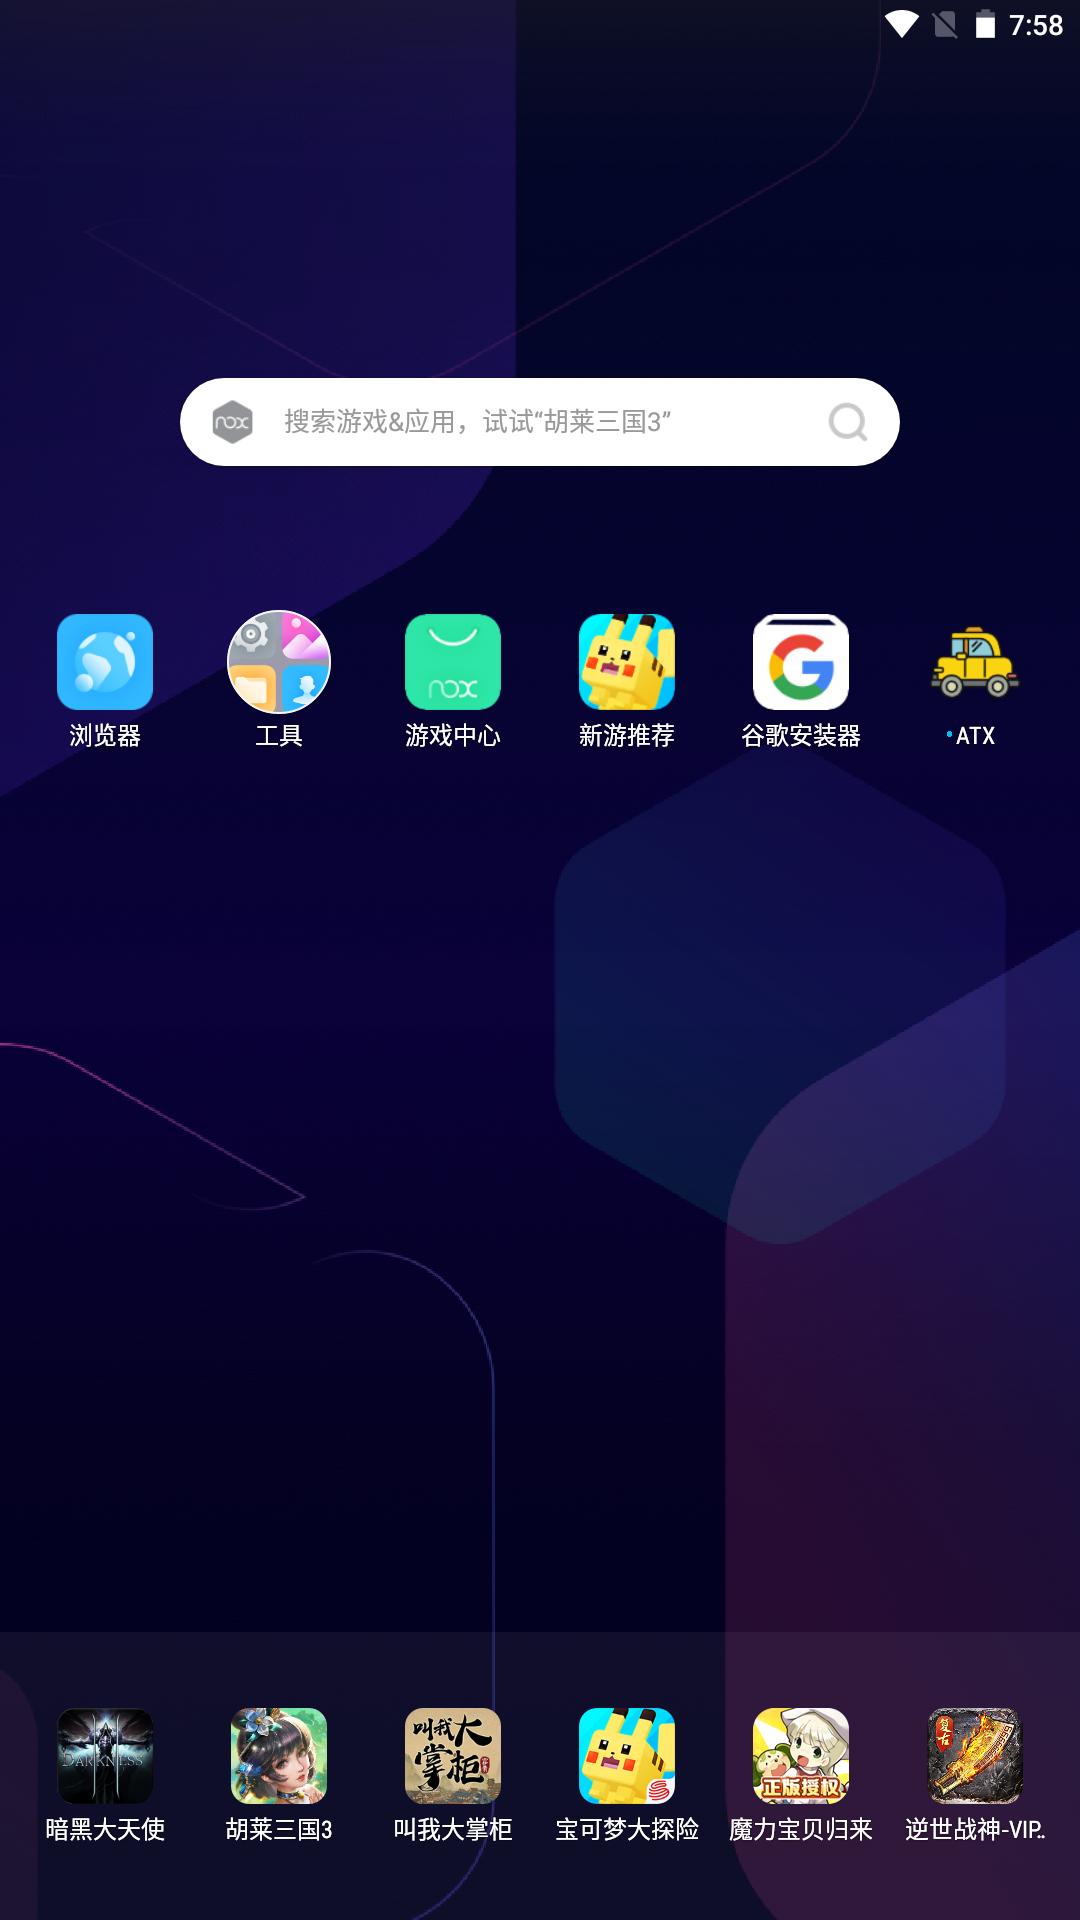 7:58
nox
搜索游戏&应用，试试“胡莱三国3”
nox
浏览器
工具
游戏中心
新游推荐
谷歌安装器
ATX
DARKNESS
叫我大掌柜
正版授权
复古
暗黑大天使
胡莱三国3
叫我大掌柜
宝可梦大探险
魔力宝贝归来
逆世战神-VIP..